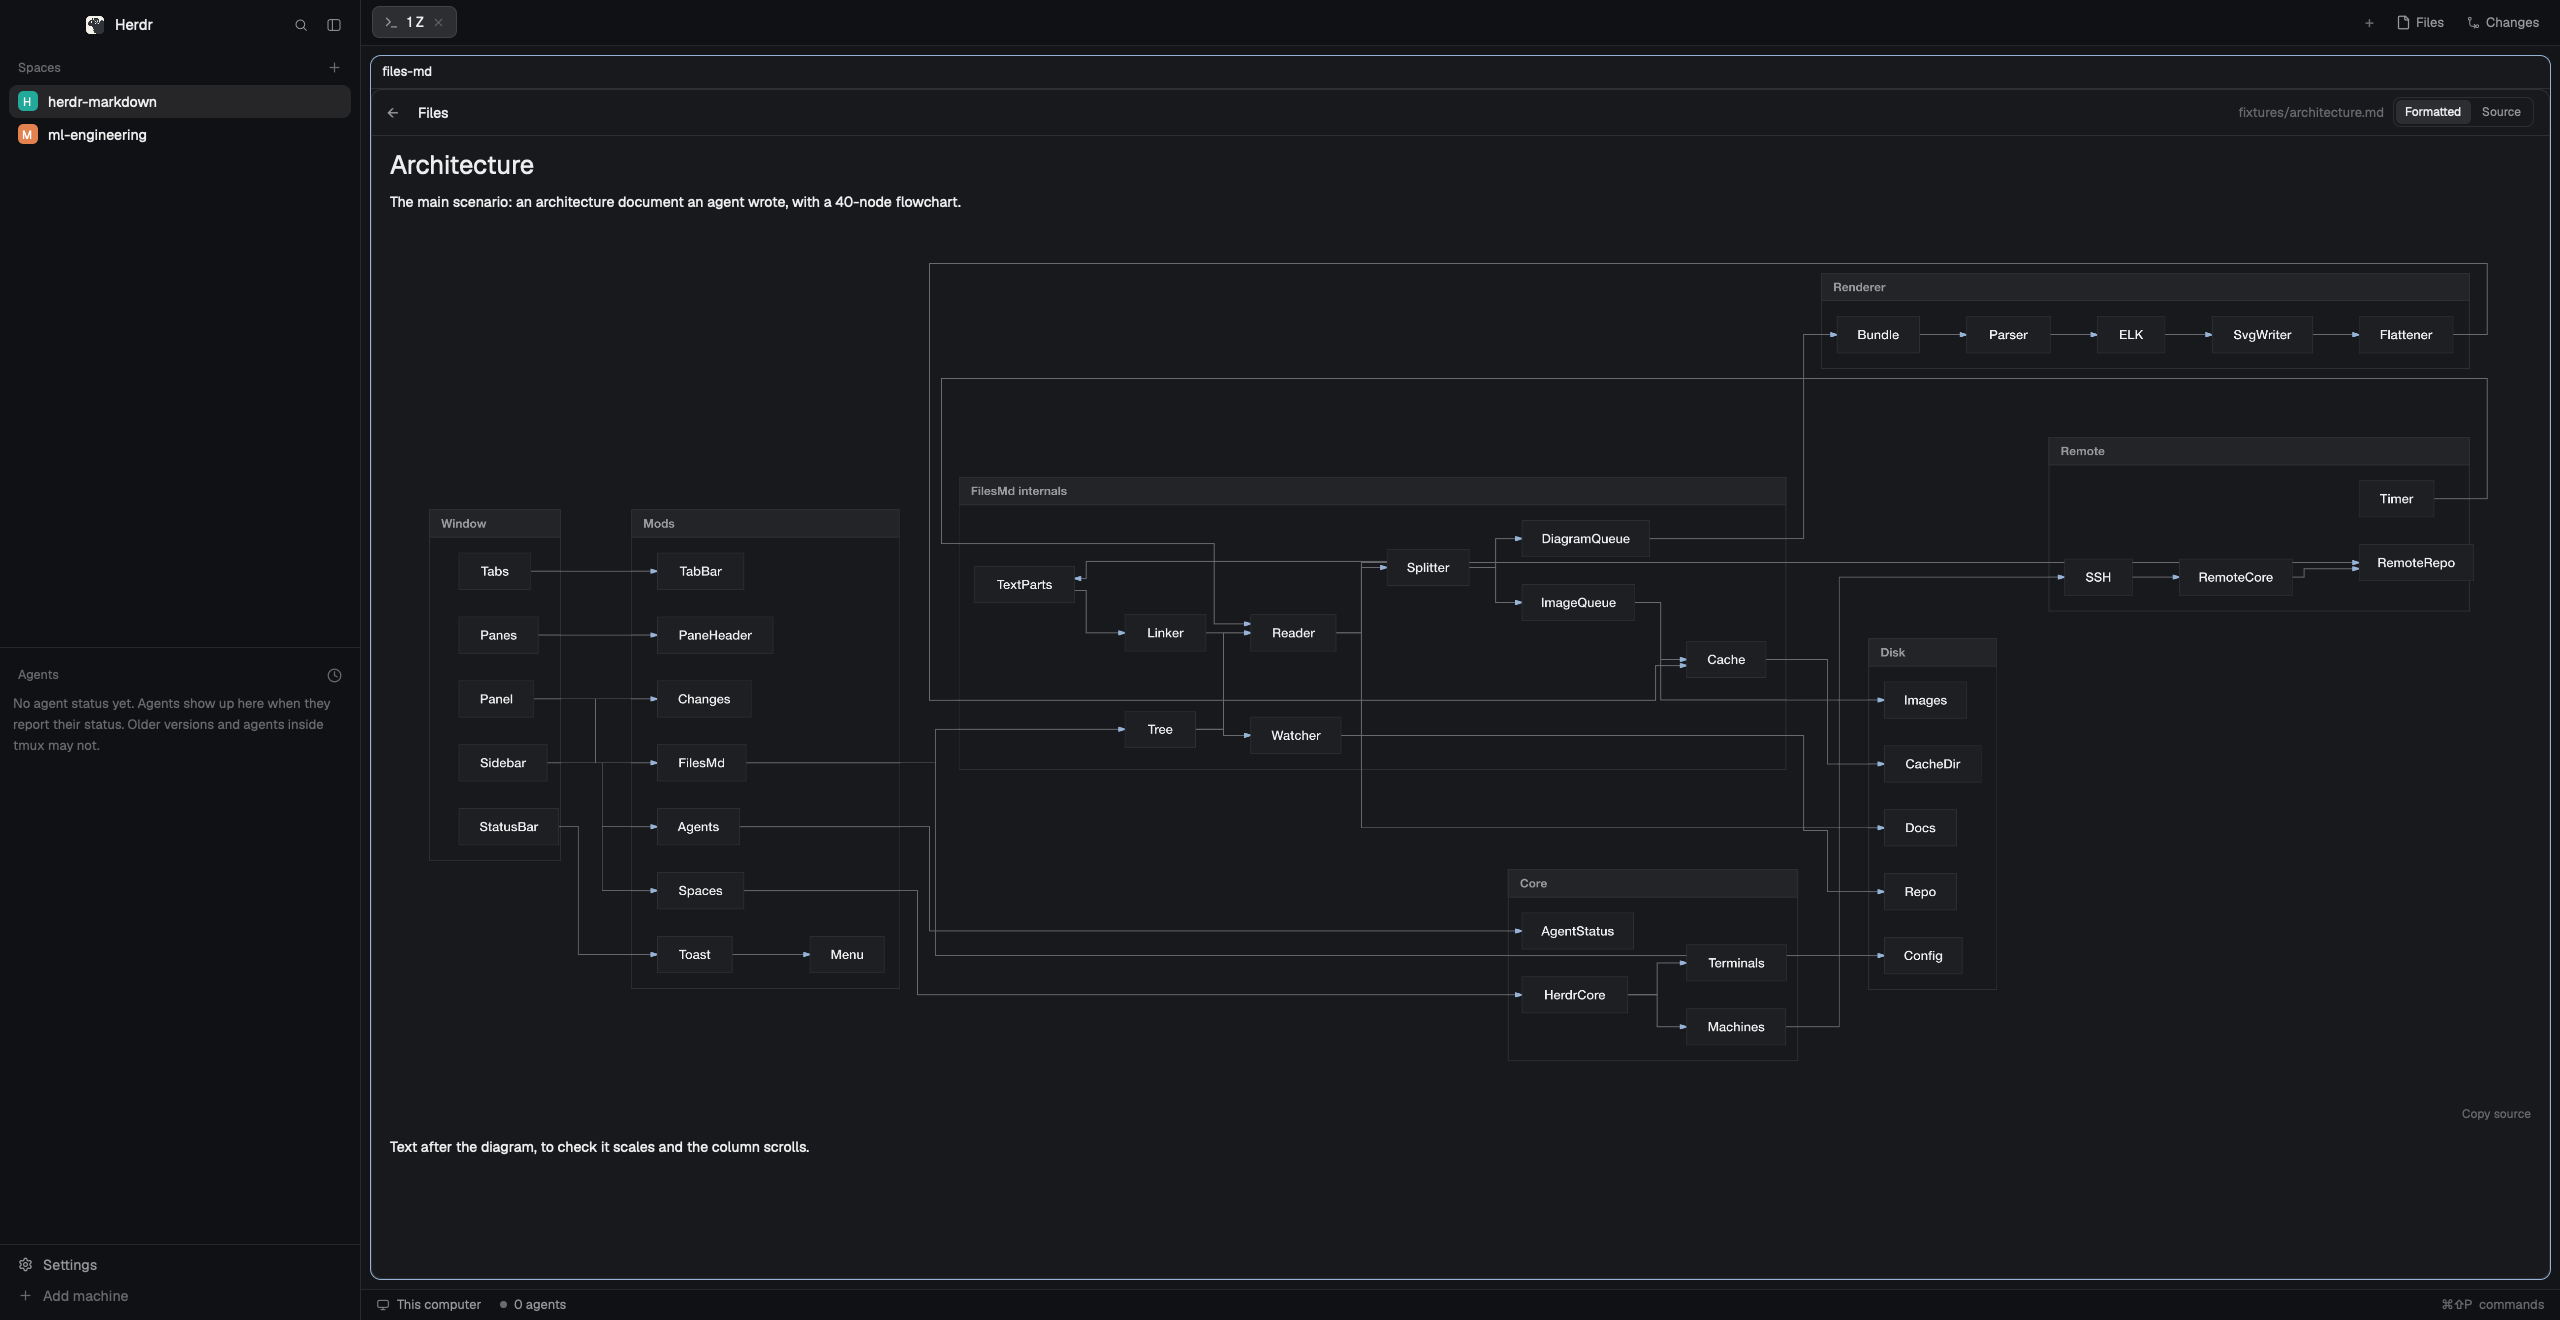 Herdr
Spaces
H herdr-markdown
M ml-engineering
Agents
No agent status yet. Agents show up here when they
report their status. Older versions and agents inside
tmux may not.
Settings
Add machine
1 Z
Files
Changes
files-md
Files
fixtures/architecture.md
Formatted
Source
Architecture
The main scenario: an architecture document an agent wrote, with a 40-node flowchart.
Window
Tabs
Panes
Panel
Sidebar
StatusBar
Mods
TabBar
PaneHeader
Changes
FilesMd
Agents
Spaces
Toast
Menu
FilesMd internals
TextParts
Linker
Reader
Splitter
DiagramQueue
ImageQueue
Cache
Tree
Watcher
Renderer
Bundle
Parser
ELK
SvgWriter
Flattener
Remote
Timer
SSH
RemoteCore
RemoteRepo
Disk
Images
CacheDir
Docs
Repo
Config
Core
AgentStatus
HerdrCore
Terminals
Machines
Copy source
Text after the diagram, to check it scales and the column scrolls.
This computer
0 agents
⌘⇧P commands